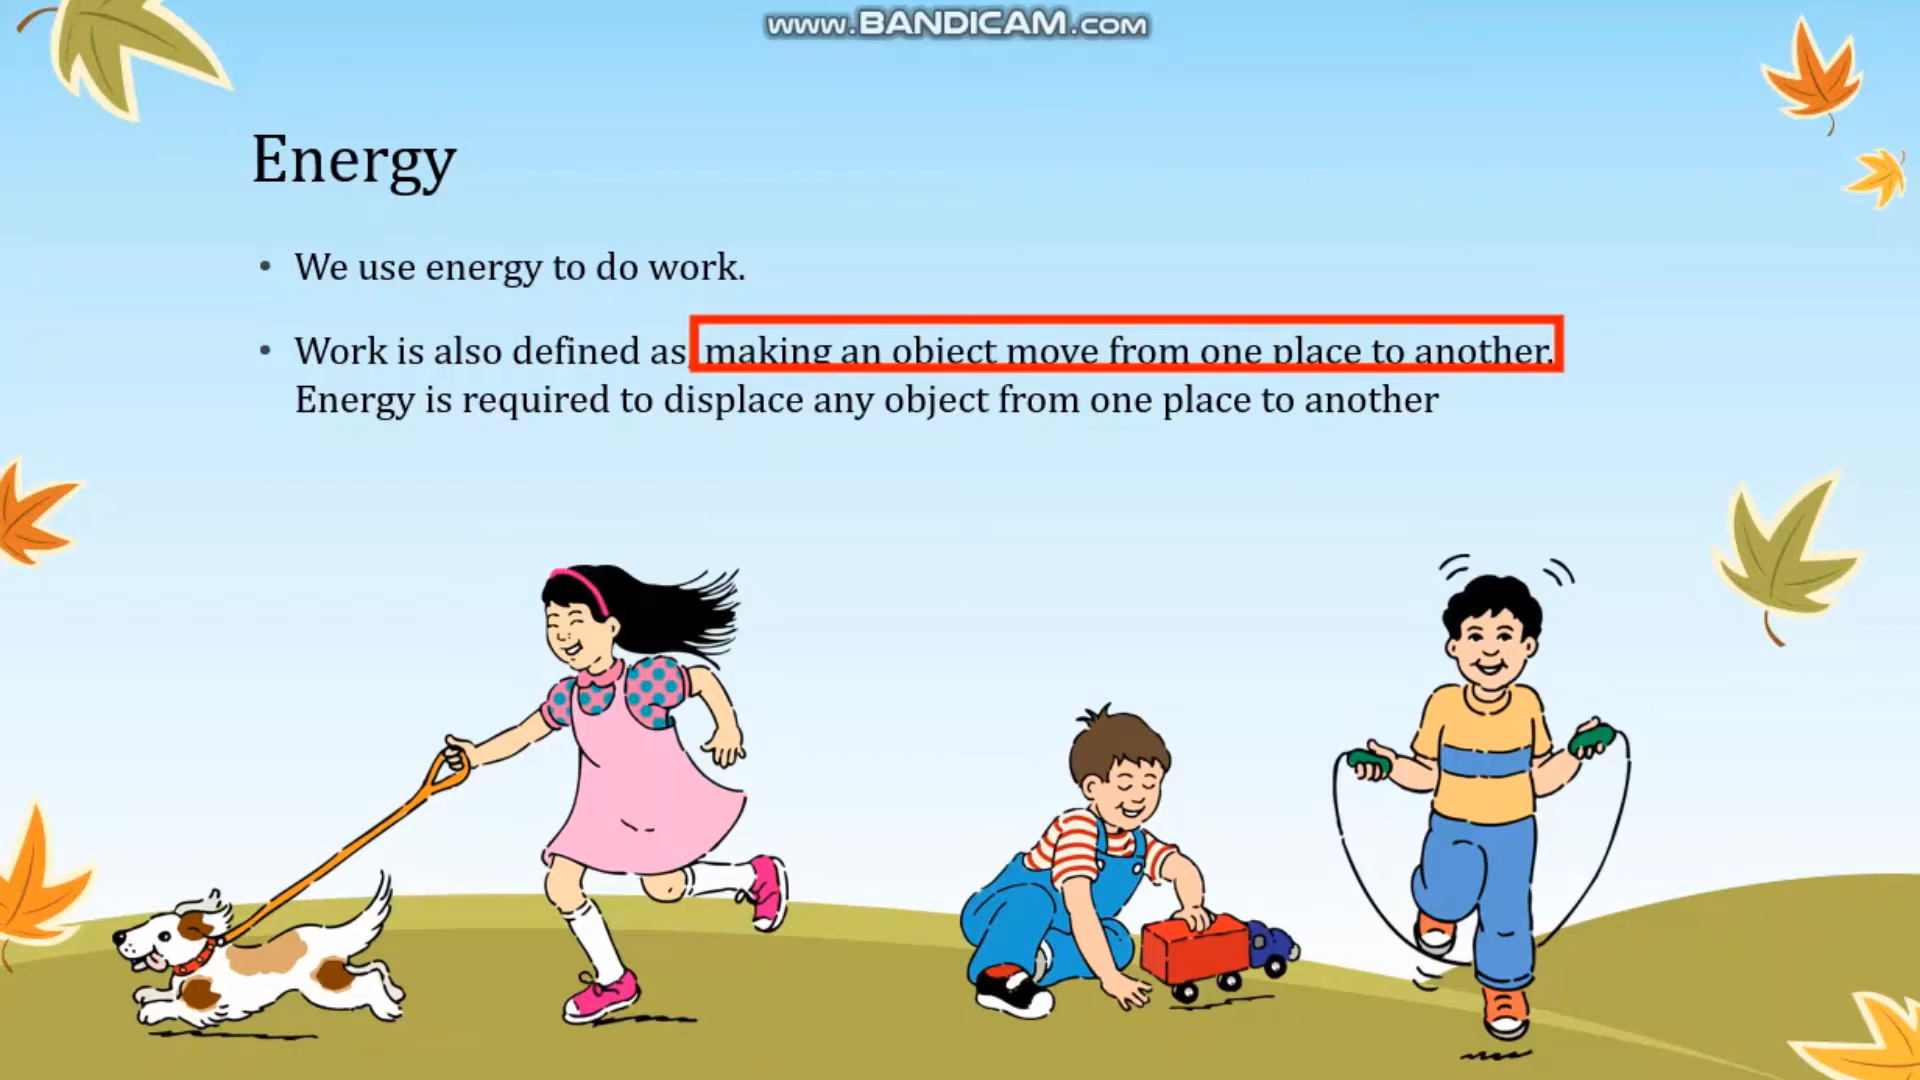 www.BANDICAM.com
Energy
• We use energy to do work.
• Work is also defined as, making an object move from one place to another.
Energy is required to displace any object from one place to another